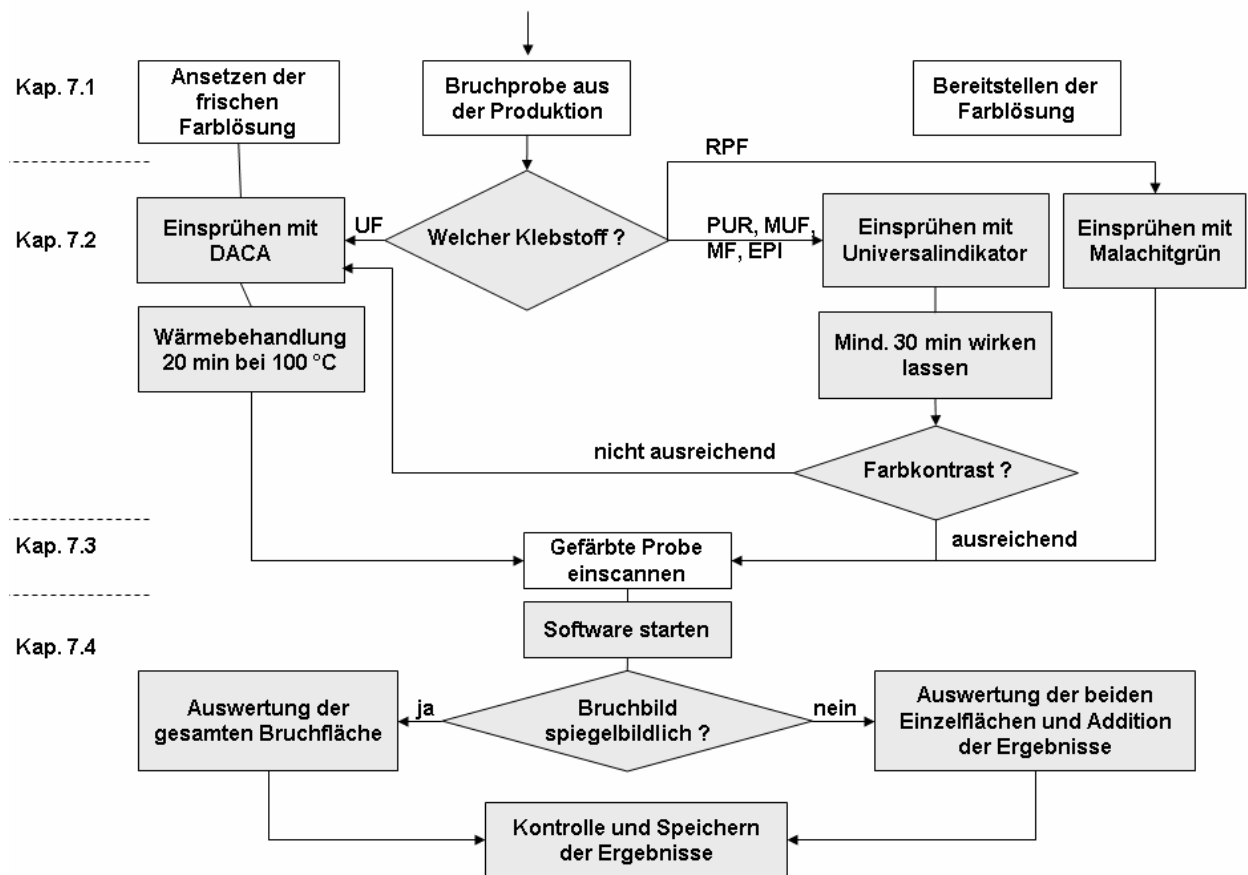 Kap. 7.1
Ansetzen der
frischen
Farblösung
Bruchprobe aus
der Produktion
Bereitstellen der
Farblösung
RPF
Kap. 7.2
Einsprühen mit
DACA
UF
Welcher Klebstoff ?
PUR, MUF,
MF, EPI
Einsprühen mit
Universalindikator
Einsprühen mit
Malachitgrün
Wärmebehandlung
20 min bei 100 °C
Mind. 30 min wirken
lassen
nicht ausreichend
Farbkontrast ?
ausreichend
Kap. 7.3
Gefärbte Probe
einscannen
Kap. 7.4
Software starten
Auswertung der
gesamten Bruchfläche
ja
Bruchbild
spiegelbildlich ?
nein
Auswertung der beiden
Einzelflächen und Addition
der Ergebnisse
Kontrolle und Speichern
der Ergebnisse